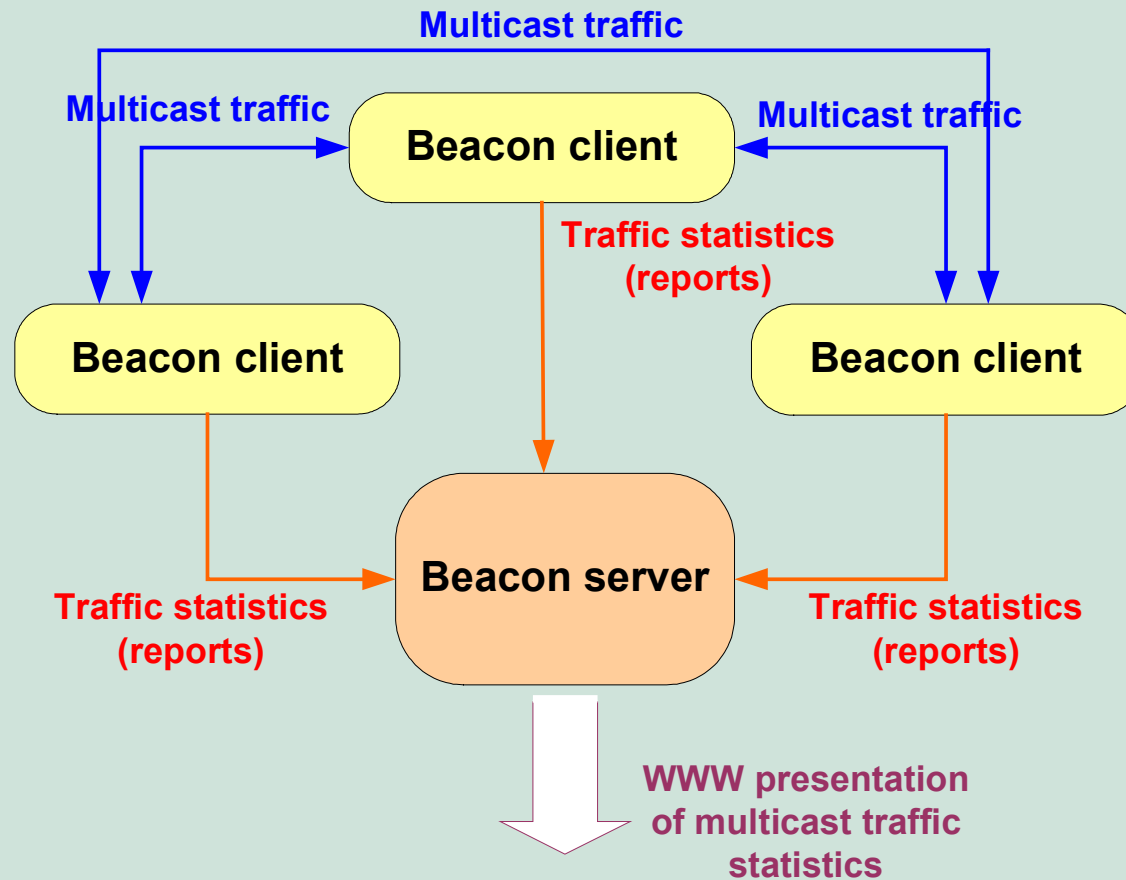 Multicast traffic
Multicast traffic
Multicast traffic
Beacon client
Traffic statistics
(reports)
Beacon client
Beacon client
Beacon server
Traffic statistics
(reports)
Traffic statistics
(reports)
WWW presentation
of multicast traffic
statistics